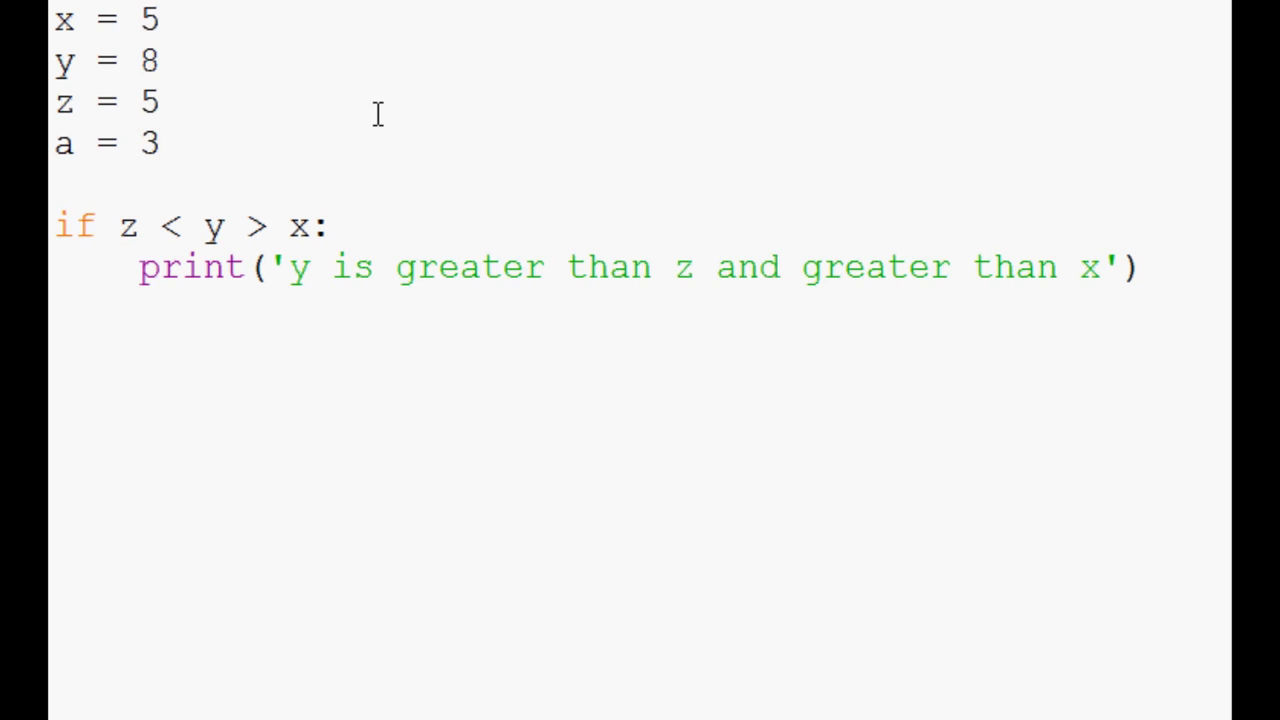 x = 5
y = 8
z = 5
a = 3
if z < y > x:
    print('y is greater than z and greater than x')